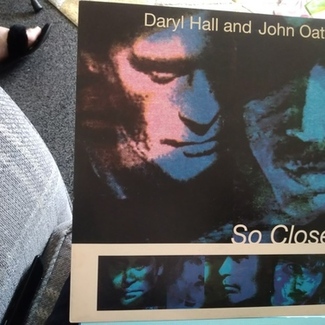 Daryl Hall and John Oat
So Close